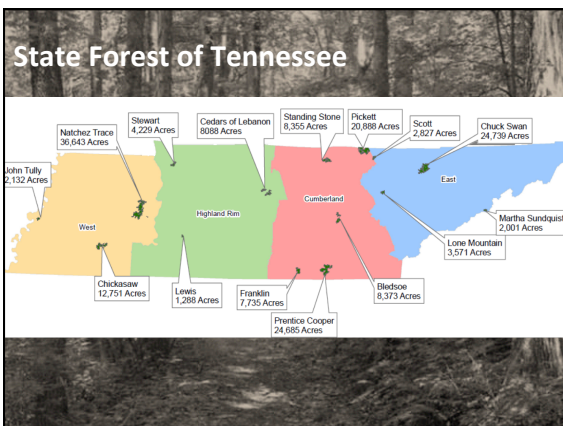 State Forest of Tennessee
Stewart
4,229 Acres
Cedars of Lebanon
8088 Acres
Standing Stone
8,355 Acres
Pickett
20,888 Acres
Scott
2,827 Acres
Chuck Swan
24,739 Acres
Natchez Trace
36,643 Acres
John Tully
2,132 Acres
West
Highland Rim
Cumberland
East
Martha Sundquist
2,001 Acres
Lone Mountain
3,571 Acres
Chickasaw
12,751 Acres
Lewis
1,288 Acres
Franklin
7,735 Acres
Bledsoe
8,373 Acres
Prentice Cooper
24,685 Acres